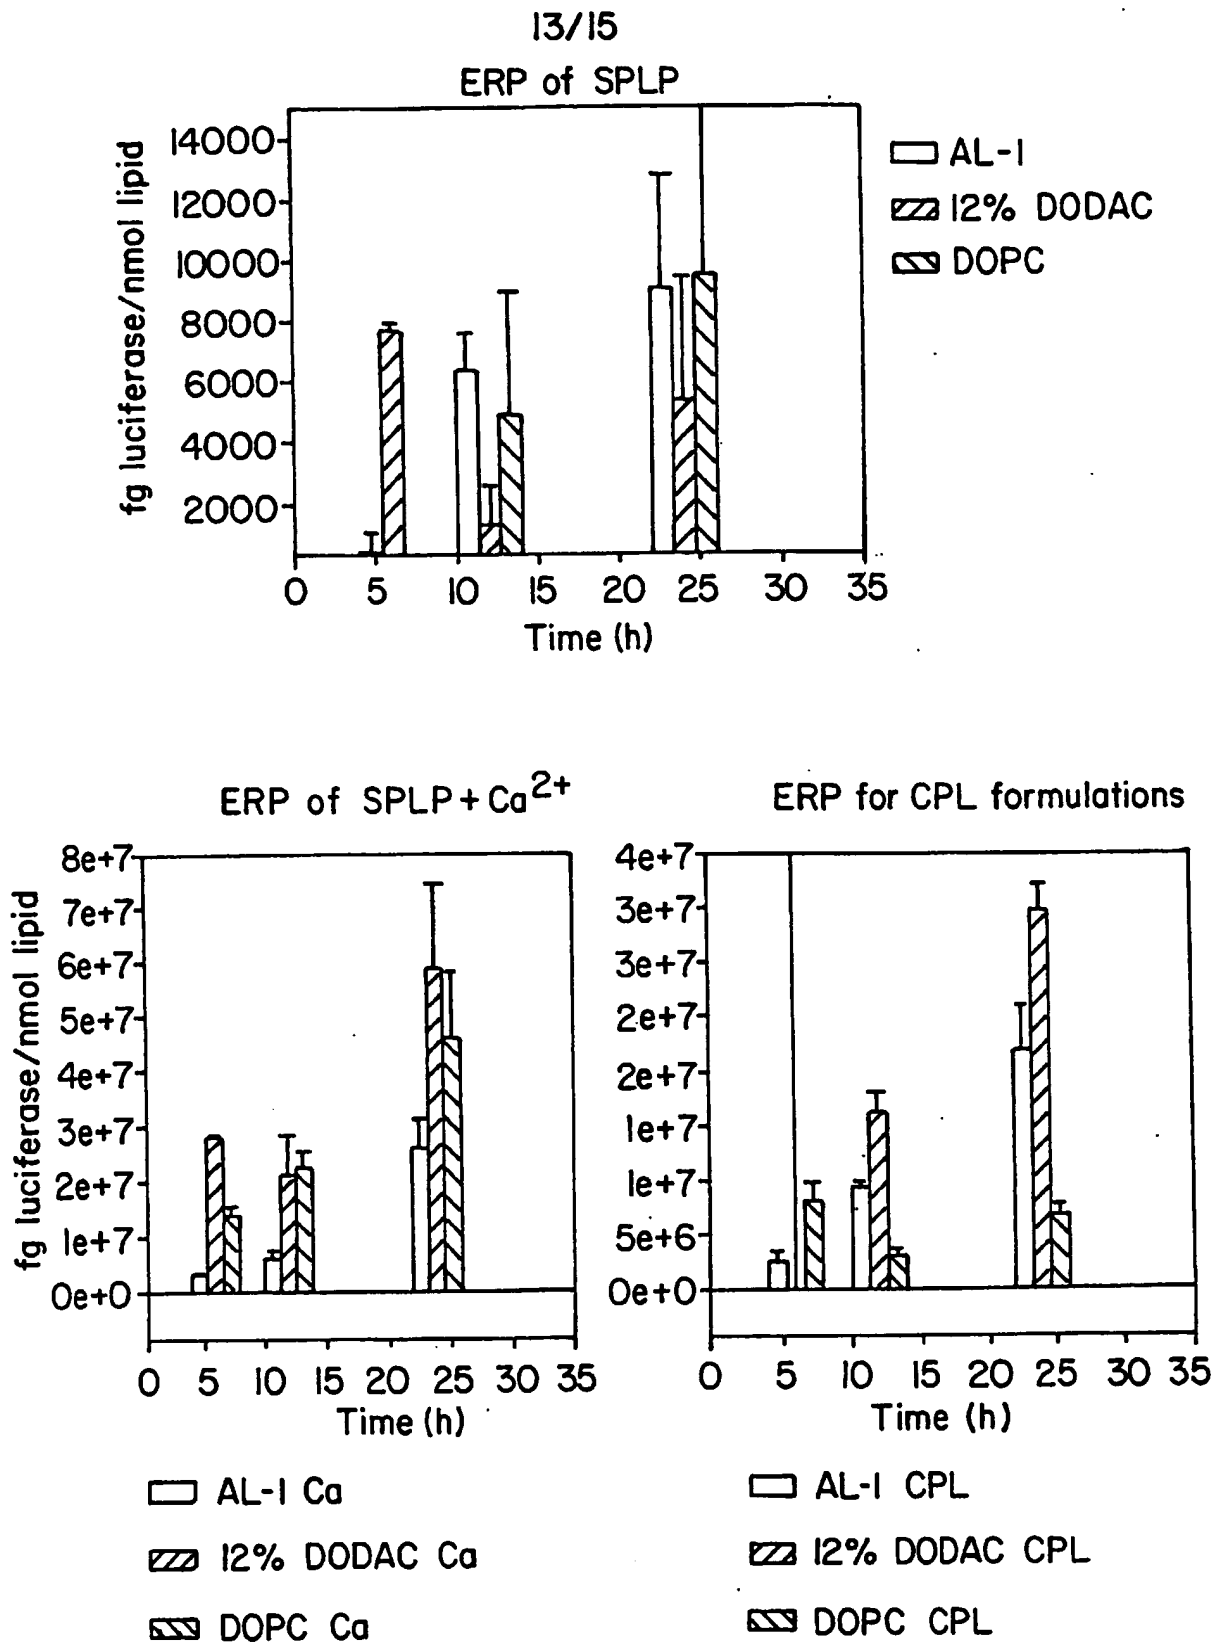 13/15
ERP of SPLP
fg luciferase/nmol lipid
14000
12000
10000
8000
6000
4000
2000
0 5 10 15 20 25 30 35
Time (h)
AL-1
12% DODAC
DOPC
ERP of SPLP + Ca2+
fg luciferase/nmol lipid
8e+7
7e+7
6e+7
5e+7
4e+7
3e+7
2e+7
1e+7
0e+0
0 5 10 15 20 25 30 35
Time (h)
AL-1 Ca
12% DODAC Ca
DOPC Ca
ERP for CPL formulations
4e+7
3e+7
3e+7
2e+7
2e+7
1e+7
1e+7
5e+6
0e+0
0 5 10 15 20 25 30 35
Time (h)
AL-1 CPL
12% DODAC CPL
DOPC CPL